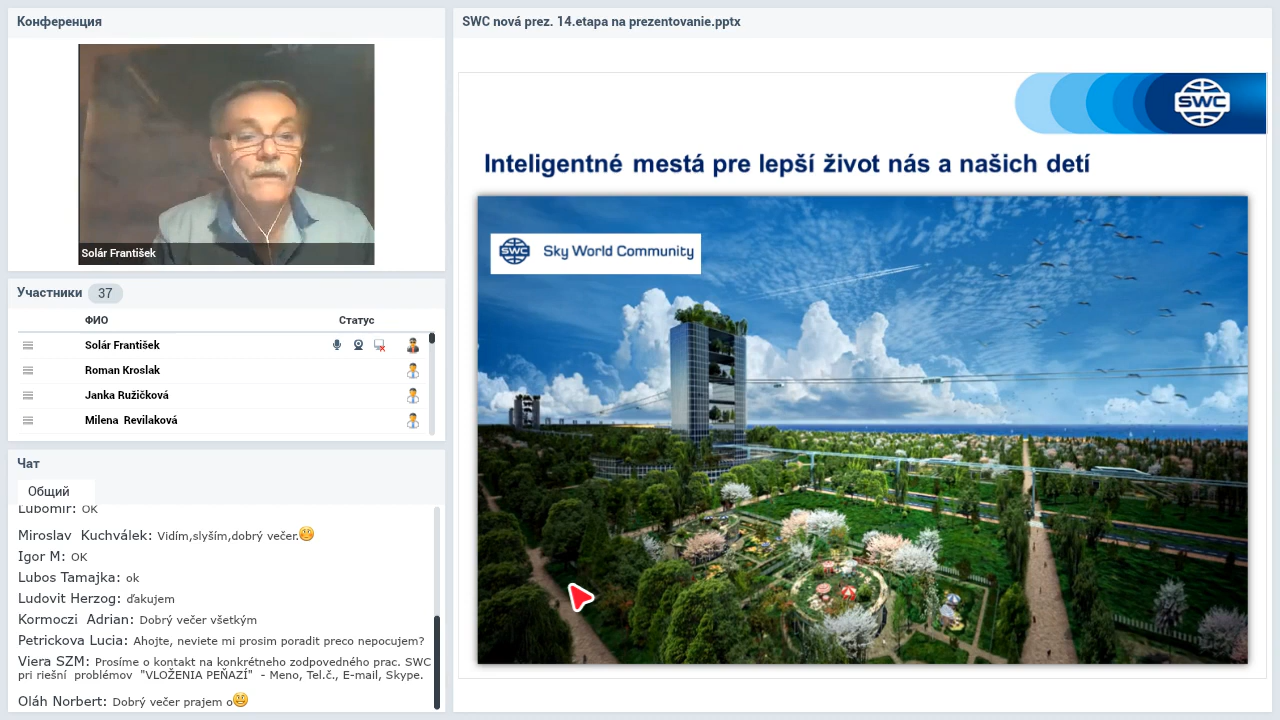 Конференция
Solár František
Участники 37
ФИО Статус
Solár František
Roman Kroslak
Janka Ružičková
Milena Revilaková
Чат
Общий
Lubomir: OK
Miroslav Kuchválek: Vidím,slyším,dobrý večer.
Igor M: OK
Lubos Tamajka: ok
Ludovit Herzog: ďakujem
Kormoczi Adrian: Dobrý večer všetkým
Petrickova Lucia: Ahojte, neviete mi prosim poradit preco nepocujem?
Viera SZM: Prosíme o kontakt na konkrétneho zodpovedného prac. SWC
pri riešní problémov "VLOŽENIA PEŇAZÍ" - Meno, Tel.č., E-mail, Skype.
Oláh Norbert: Dobrý večer prajem o
SWC nová prez. 14.etapa na prezentovanie.pptx
SWC
Inteligentné mestá pre lepší život nás a našich detí
SWC Sky World Community